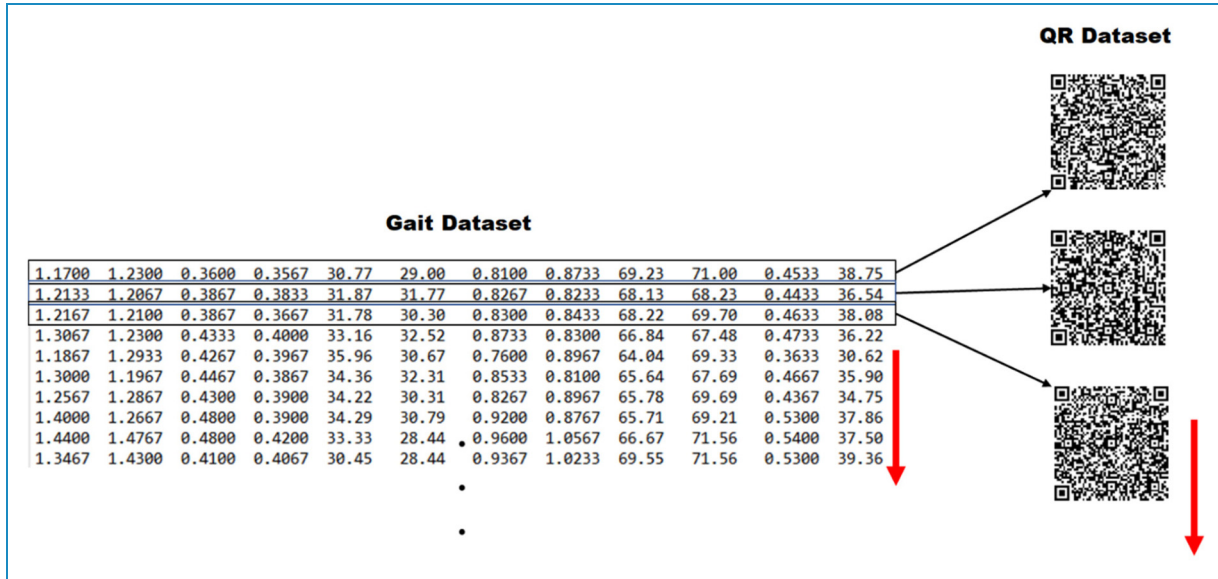 QR Dataset
Gait Dataset
1.1700 1.2300 0.3600 0.3567 30.77 29.00 0.8100 0.8733 69.23 71.00 0.4533 38.75
1.2133 1.2067 0.3867 0.3833 31.87 31.77 0.8267 0.8233 68.13 68.23 0.4433 36.54
1.2167 1.2100 0.3867 0.3667 31.78 30.30 0.8300 0.8433 68.22 69.70 0.4633 38.08
1.3067 1.2300 0.4333 0.4000 33.16 32.52 0.8733 0.8300 66.84 67.48 0.4733 36.22
1.1867 1.2933 0.4267 0.3967 35.96 30.67 0.7600 0.8967 64.04 69.33 0.3633 30.62
1.3000 1.1967 0.4467 0.3867 34.36 32.31 0.8533 0.8100 65.64 67.69 0.4667 35.90
1.2567 1.2867 0.4300 0.3900 34.22 30.31 0.8267 0.8967 65.78 69.69 0.4367 34.75
1.4000 1.2667 0.4800 0.3900 34.29 30.79 0.9200 0.8767 65.71 69.21 0.5300 37.86
1.4400 1.4767 0.4800 0.4200 33.33 28.44 0.9600 1.0567 66.67 71.56 0.5400 37.50
1.3467 1.4300 0.4100 0.4067 30.45 28.44 0.9367 1.0233 69.55 71.56 0.5300 39.36